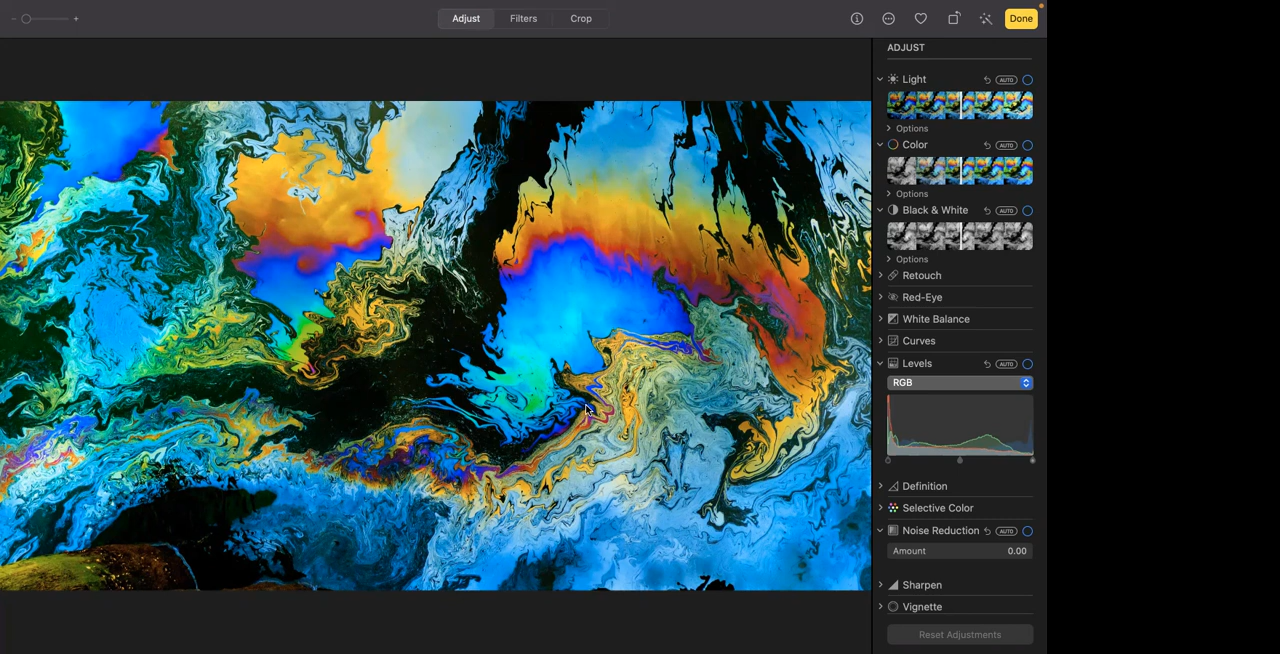 Adjust Filters Crop Done
ADJUST
Light AUTO
Options
Color AUTO
Options
Black & White AUTO
Options
Retouch
Red-Eye
White Balance
Curves
Levels AUTO
RGB
Definition
Selective Color
Noise Reduction AUTO
Amount 0.00
Sharpen
Vignette
Reset Adjustments